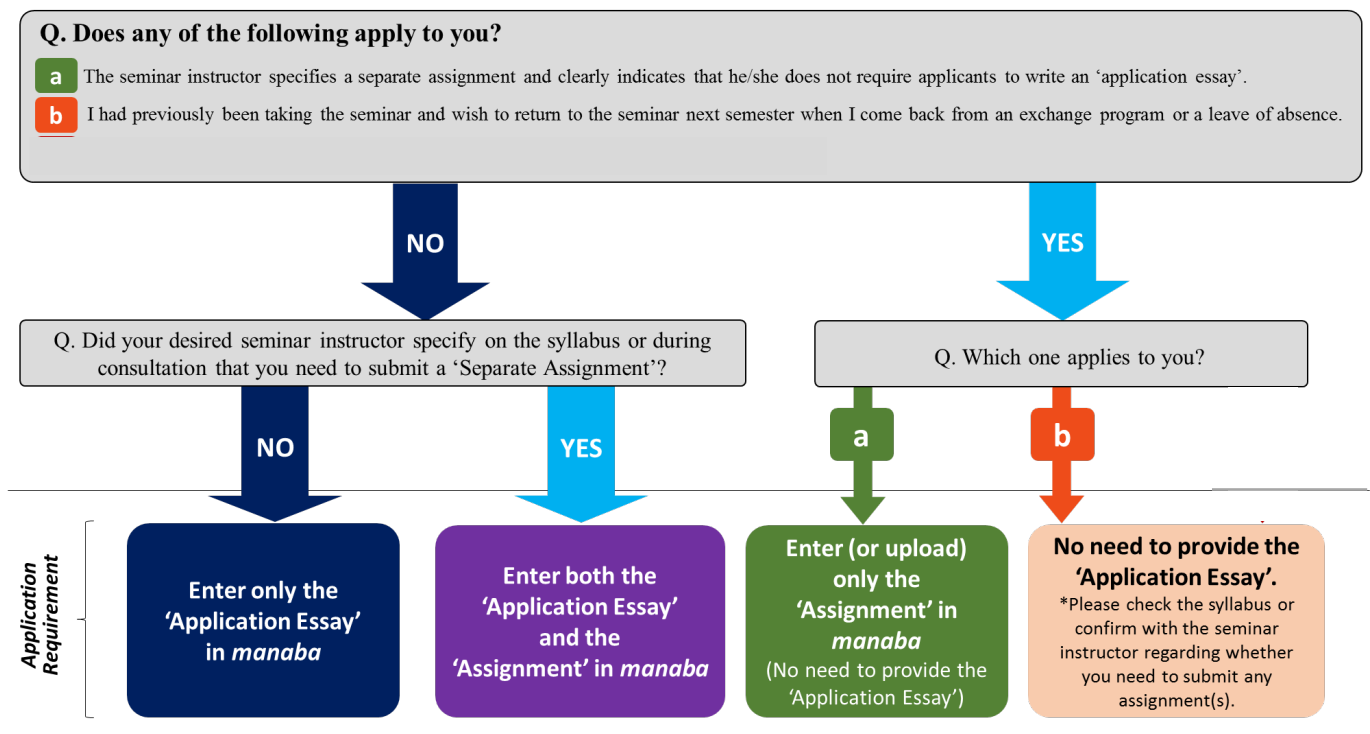 Q. Does any of the following apply to you?
a The seminar instructor specifies a separate assignment and clearly indicates that he/she does not require applicants to write an ‘application essay’.
b I had previously been taking the seminar and wish to return to the seminar next semester when I come back from an exchange program or a leave of absence.
NO
YES
Q. Did your desired seminar instructor specify on the syllabus or during
consultation that you need to submit a ‘Separate Assignment’?
Q. Which one applies to you?
NO
YES
a
b
Application
Requirement
Enter only the
‘Application Essay’
in manaba
Enter both the
‘Application Essay’
and the
‘Assignment’ in manaba
Enter (or upload)
only the
‘Assignment’ in
manaba
(No need to provide the
‘Application Essay’)
No need to provide the
‘Application Essay’.
*Please check the syllabus or
confirm with the seminar
instructor regarding whether
you need to submit any
assignment(s).